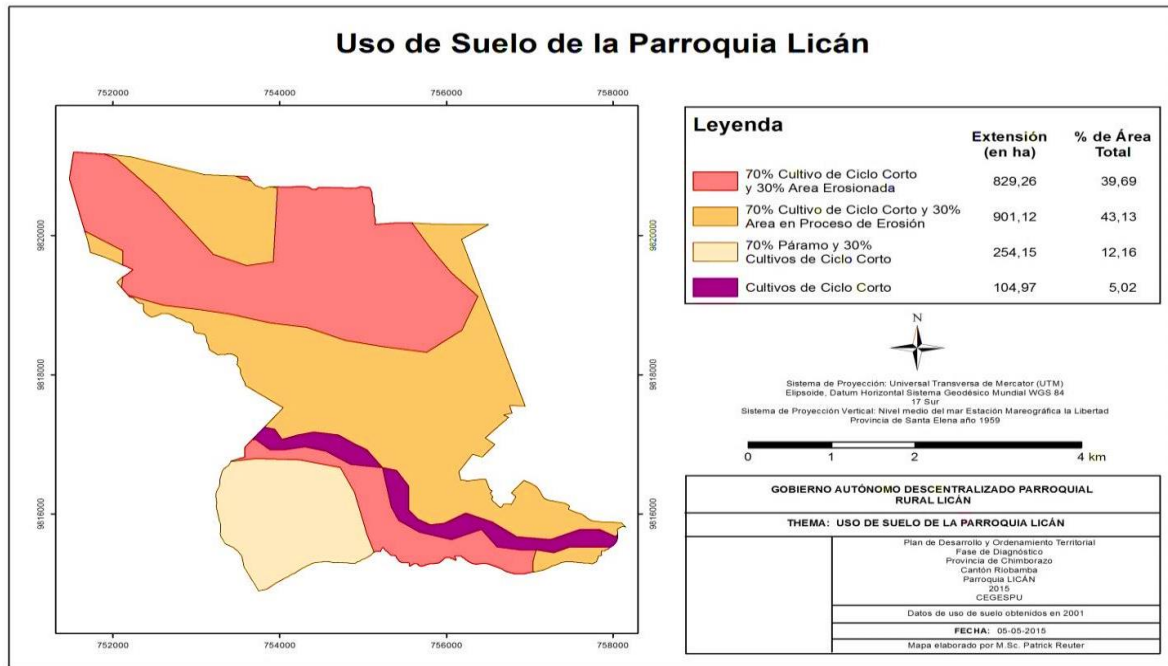 Uso de Suelo de la Parroquia Licán
752000 754000 756000 758000
9820000 9820000
9818000 9818000
9816000 9816000
752000 754000 756000 758000
Leyenda
Extensión
(en ha)
% de Área
Total
70% Cultivo de Ciclo Corto
y 30% Area Erosionada
829,26
39,69
70% Cultivo de Ciclo Corto y 30%
Area en Proceso de Erosión
901,12
43,13
70% Páramo y 30%
Cultivos de Ciclo Corto
254,15
12,16
Cultivos de Ciclo Corto
104,97
5,02
N
Sistema de Proyección: Universal Transversa de Mercator (UTM)
Elipsoide, Datum Horizontal Sistema Geodésico Mundial WGS 84
17 Sur
Sistema de Proyección Vertical: Nivel medio del mar Estación Mareográfica la Libertad
Provincia de Santa Elena año 1959
0 1 2 4 km
GOBIERNO AUTÓNOMO DESCENTRALIZADO PARROQUIAL
RURAL LICÁN
THEMA: USO DE SUELO DE LA PARROQUIA LICÁN
Plan de Desarrollo y Ordenamiento Territorial
Fase de Diagnóstico
Provincia de Chimborazo
Cantón Riobamba
Parroquia LICÁN
2015
CEGESPU
Datos de uso de suelo obtenidos en 2001
FECHA: 05-05-2015
Mapa elaborado por M.Sc. Patrick Reuter